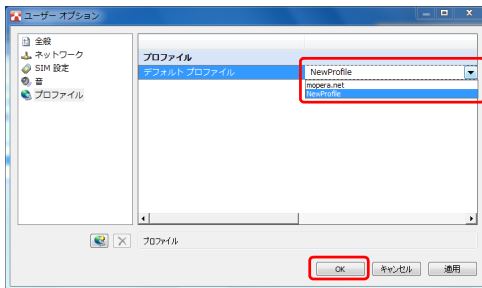 ユーザー オプション
全般
ネットワーク
SIM 設定
音
プロファイル
プロファイル
デフォルト プロファイル
NewProfile
mopera.net
NewProfile
プロファイル
OK
キャンセル
適用